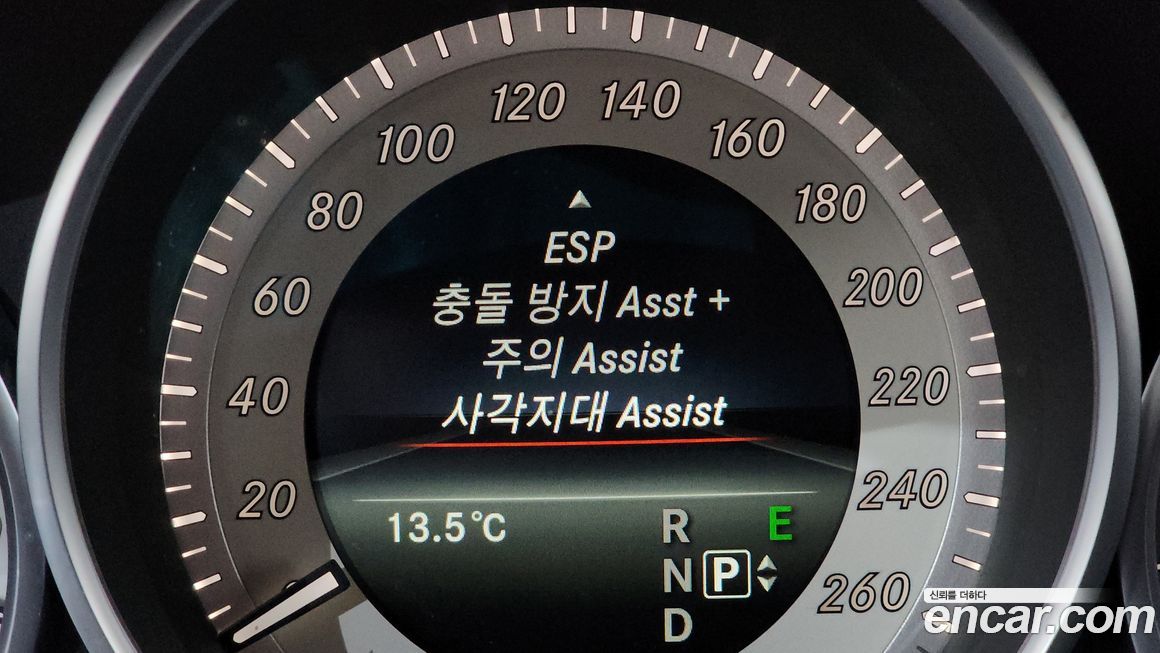 20
40
60
80
100
120
140
160
180
200
220
240
260
ESP
충돌 방지 Asst +
주의 Assist
사각지대 Assist
13.5°C
R
E
N P
D
신뢰를 더하다
encar.com